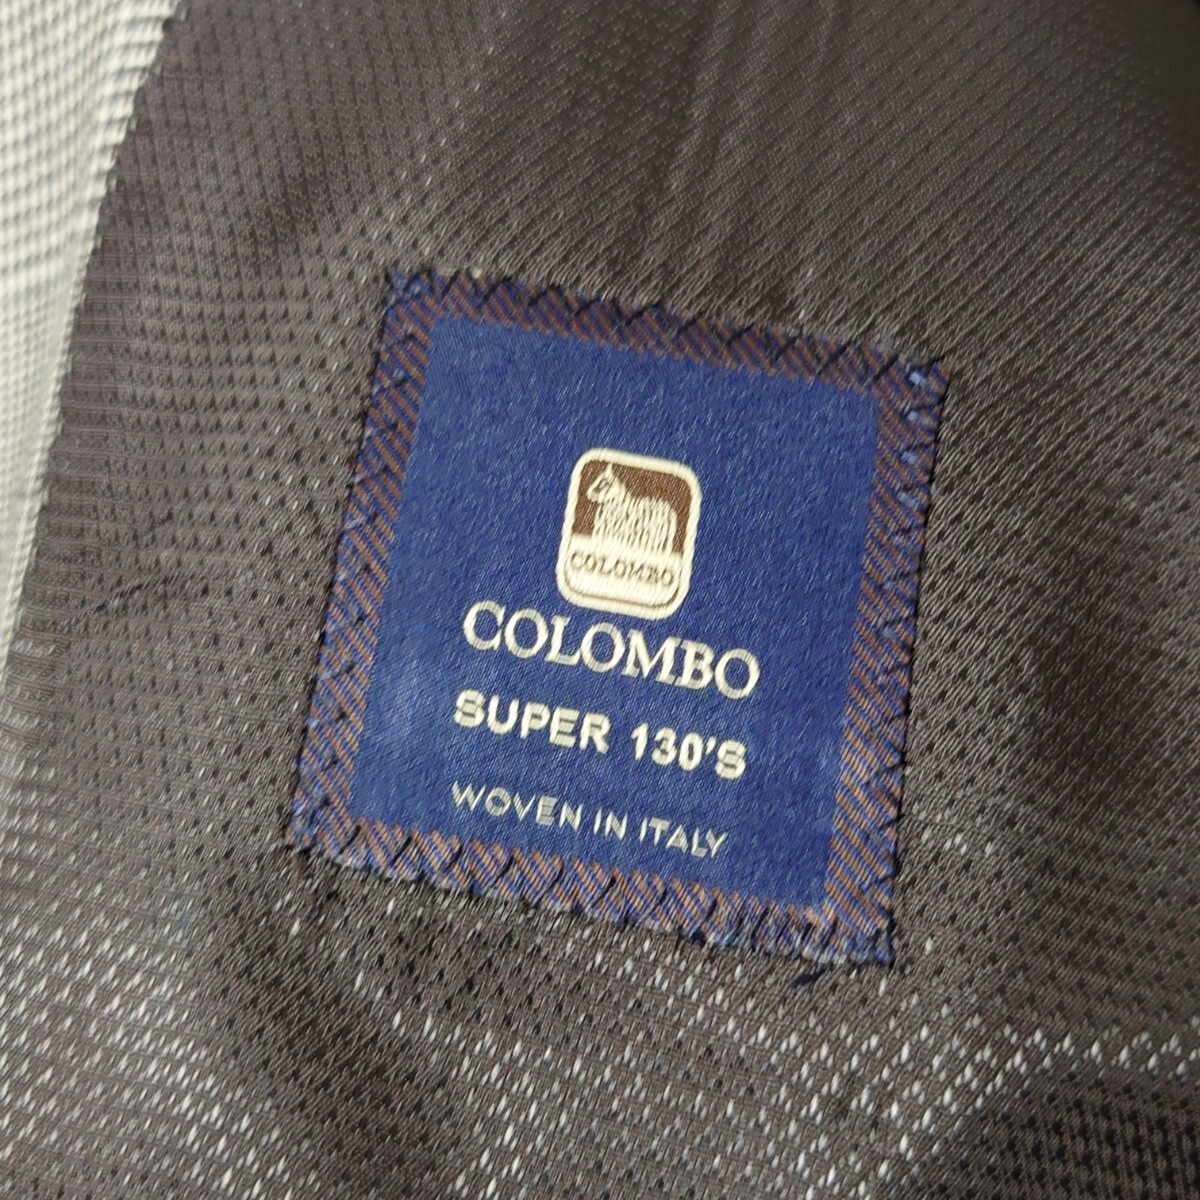 COLOMBO
COLOMBO
SUPER 130'S
WOVEN IN ITALY